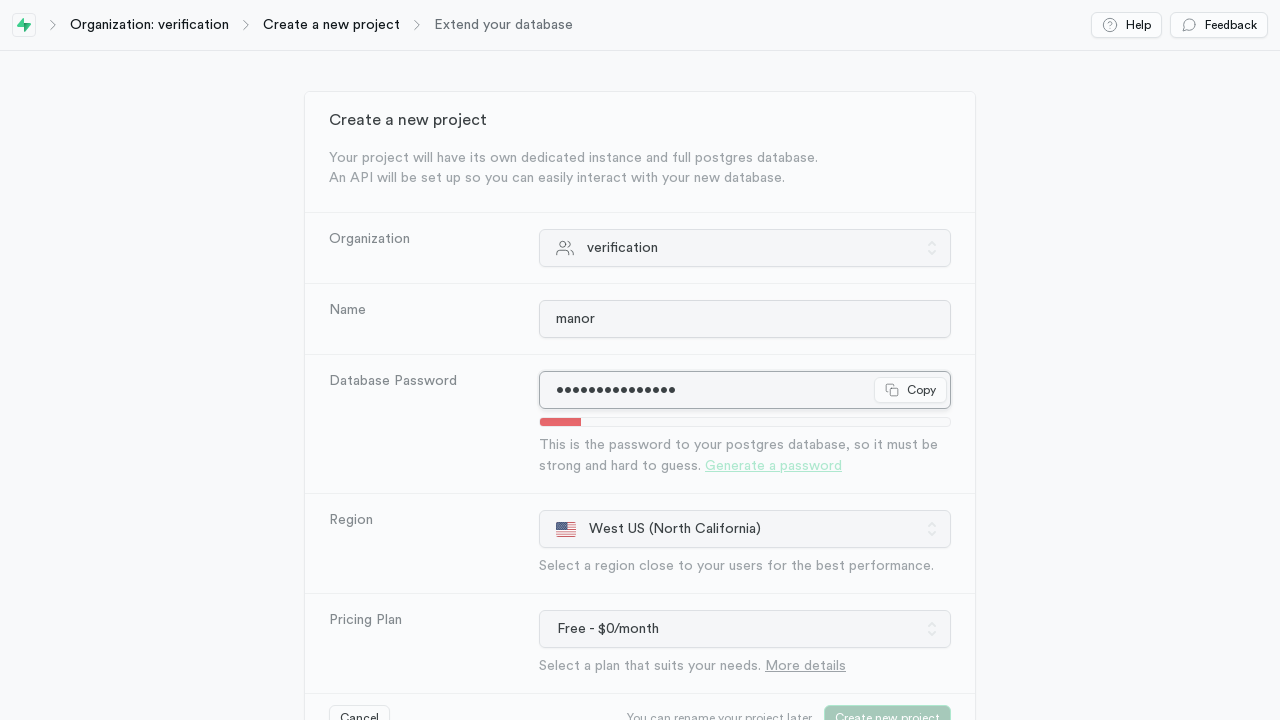 Organization: verification
Create a new project
Extend your database
Help
Feedback
Create a new project
Your project will have its own dedicated instance and full postgres database.
An API will be set up so you can easily interact with your new database.
Organization
verification
Name
manor
Database Password
•••••••••••••••
Copy
This is the password to your postgres database, so it must be
strong and hard to guess. Generate a password
Region
West US (North California)
Select a region close to your users for the best performance.
Pricing Plan
Free - $0/month
Select a plan that suits your needs. More details
Cancel
You can rename your project later
Create new project